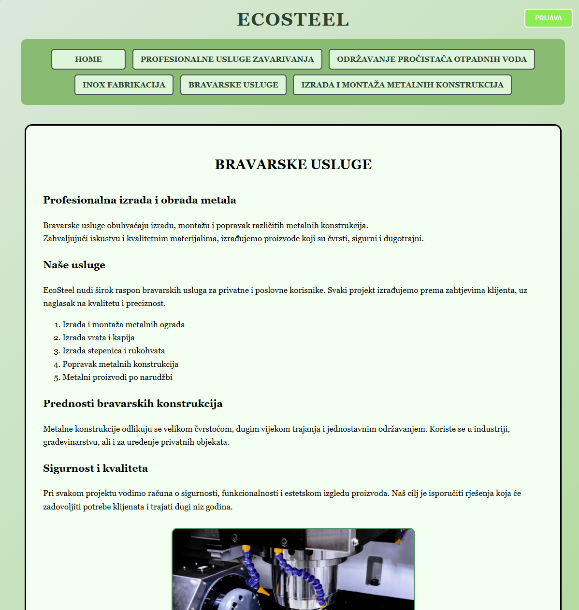 ECOSTEEL
PRIJAVA
HOME
PROFESIONALNE USLUGE ZAVARIVANJA
ODRŽAVANJE PROČISTAČA OTPADNIH VODA
INOX FABRIKACIJA
BRAVARSKE USLUGE
IZRADA I MONTAŽA METALNIH KONSTRUKCIJA
BRAVARSKE USLUGE
Profesionalna izrada i obrada metala
Bravarske usluge obuhvaćaju izradu, montažu i popravak različitih metalnih konstrukcija.
Zahvaljujući iskustvu i kvalitetnim materijalima, izrađujemo proizvode koji su čvrsti, sigurni i dugotrajni.
Naše usluge
EcoSteel nudi širok raspon bravarskih usluga za privatne i poslovne korisnike. Svaki projekt izrađujemo prema zahtjevima klijenta, uz
naglasak na kvalitetu i preciznost.
1. Izrada i montaža metalnih ograda
2. Izrada vrata i kapija
3. Izrada stepenica i rukohvata
4. Popravak metalnih konstrukcija
5. Metalni proizvodi po narudžbi
Prednosti bravarskih konstrukcija
Metalne konstrukcije odlikuju se velikom čvrstoćom, dugim vijekom trajanja i jednostavnim održavanjem. Koriste se u industriji,
građevinarstvu, ali i za uređenje privatnih objekata.
Sigurnost i kvaliteta
Pri svakom projektu vodimo računa o sigurnosti, funkcionalnosti i estetskom izgledu proizvoda. Naš cilj je isporučiti rješenja koja će
zadovoljiti potrebe klijenata i trajati dugi niz godina.